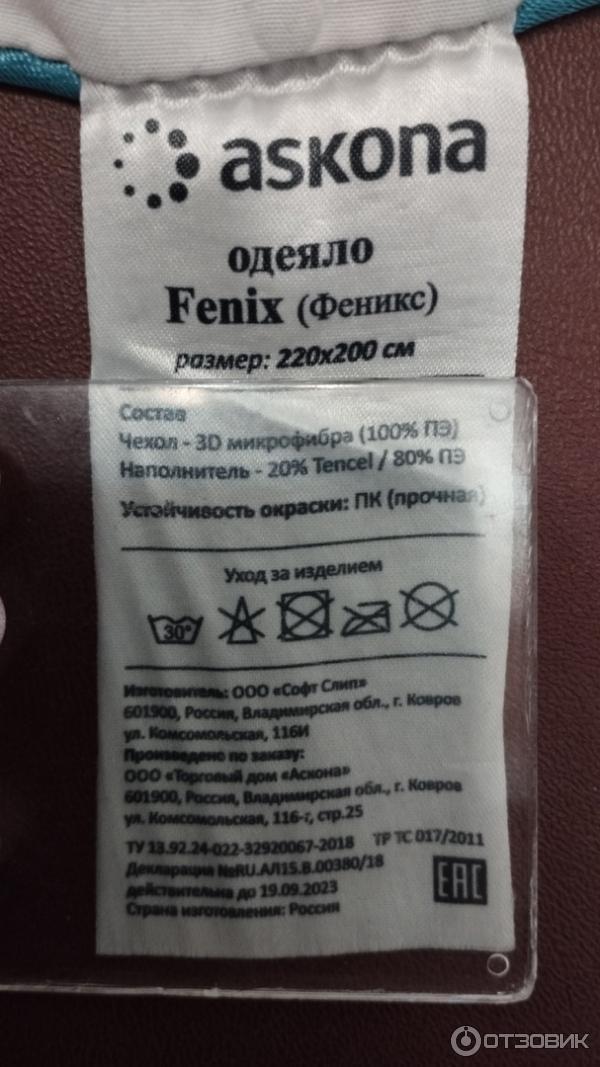 askona
одеяло
Fenix (Феникс)
размер: 220х200 см
Состав
Чехол - 3D микрофибра (100% ПЭ)
Наполнитель - 20% Tencel / 80% ПЭ
Устойчивость окраски: ПК (прочная)
Уход за изделием
30°
Изготовитель: ООО «Софт Слип»
601900, Россия, Владимирская обл., г. Ковров
ул. Комсомольская, 116И
Произведено по заказу:
ООО «Торговый дом «Аскона»
601900, Россия, Владимирская обл., г. Ковров
ул. Комсомольская, 116-г, стр.25
ТУ 13.92.24-022-32920067-2018 ТР ТС 017/2011
Декларация №RU.АЛ15.В.00380/18
действительна до 19.09.2023
Страна изготовления: Россия
EAC
ОТЗОВИК